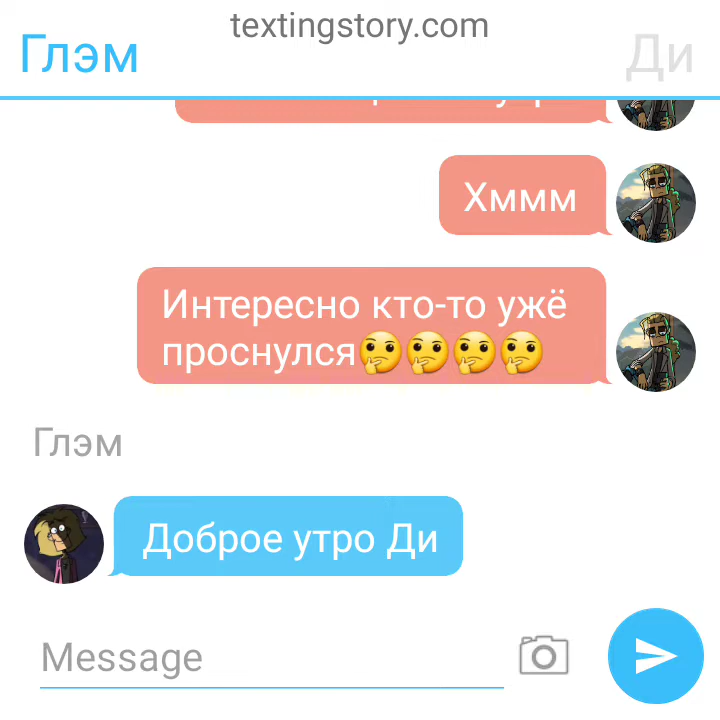 textingstory.com
Глэм
Ди
Хммм
Интересно кто-то ужё
проснулся🤔🤔🤔🤔
Глэм
Доброе утро Ди
Message